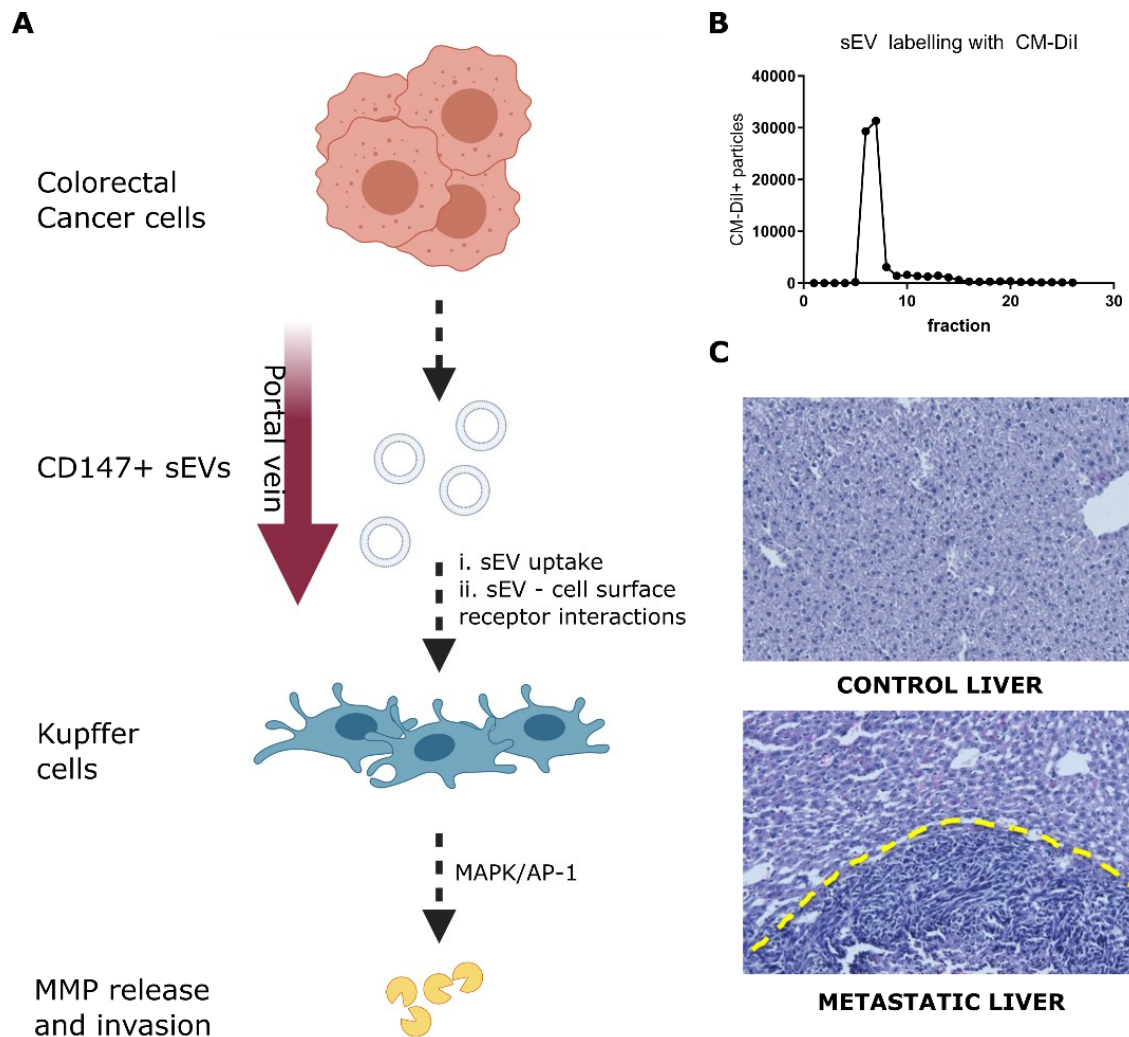 A
Colorectal
Cancer cells
Portal vein
CD147+ sEVs
i. sEV uptake
ii. sEV - cell surface
receptor interactions
Kupffer
cells
MAPK/AP-1
MMP release
and invasion
B
sEV labelling with CM-DiI
CM-DiI+ particles
40000
30000
20000
10000
0
0
10
20
30
fraction
C
CONTROL LIVER
METASTATIC LIVER